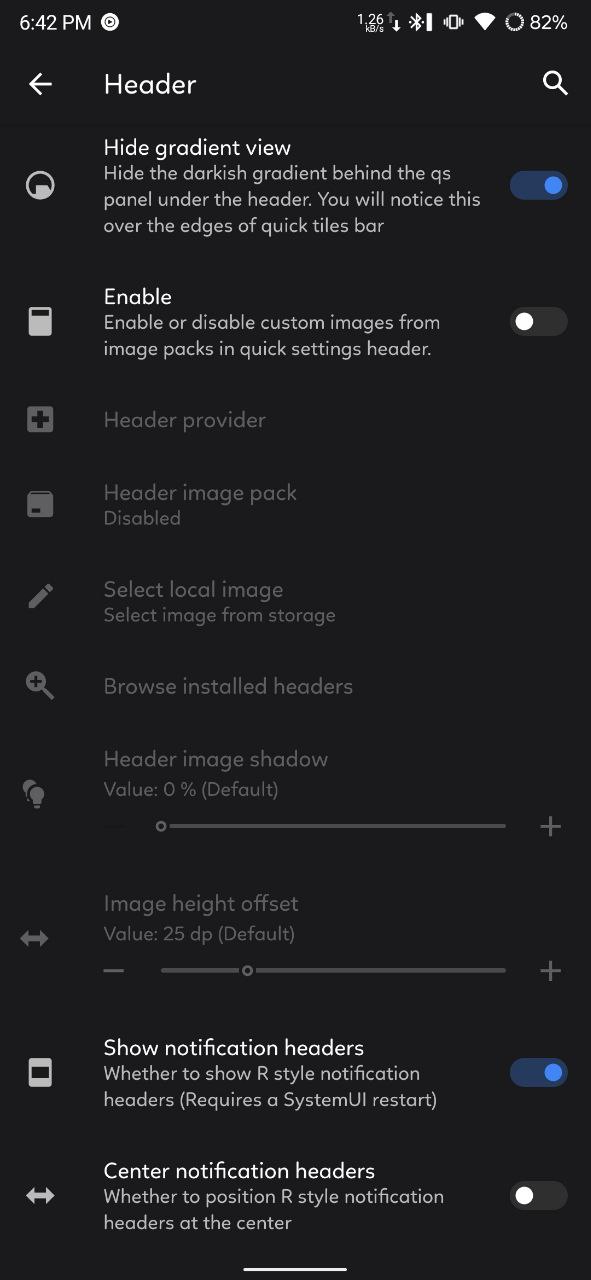 6:42 PM
1.26
kB/s
82%
Header
Hide gradient view
Hide the darkish gradient behind the qs
panel under the header. You will notice this
over the edges of quick tiles bar
Enable
Enable or disable custom images from
image packs in quick settings header.
Header provider
Header image pack
Disabled
Select local image
Select image from storage
Browse installed headers
Header image shadow
Value: 0 % (Default)
Image height offset
Value: 25 dp (Default)
Show notification headers
Whether to show R style notification
headers (Requires a SystemUI restart)
Center notification headers
Whether to position R style notification
headers at the center